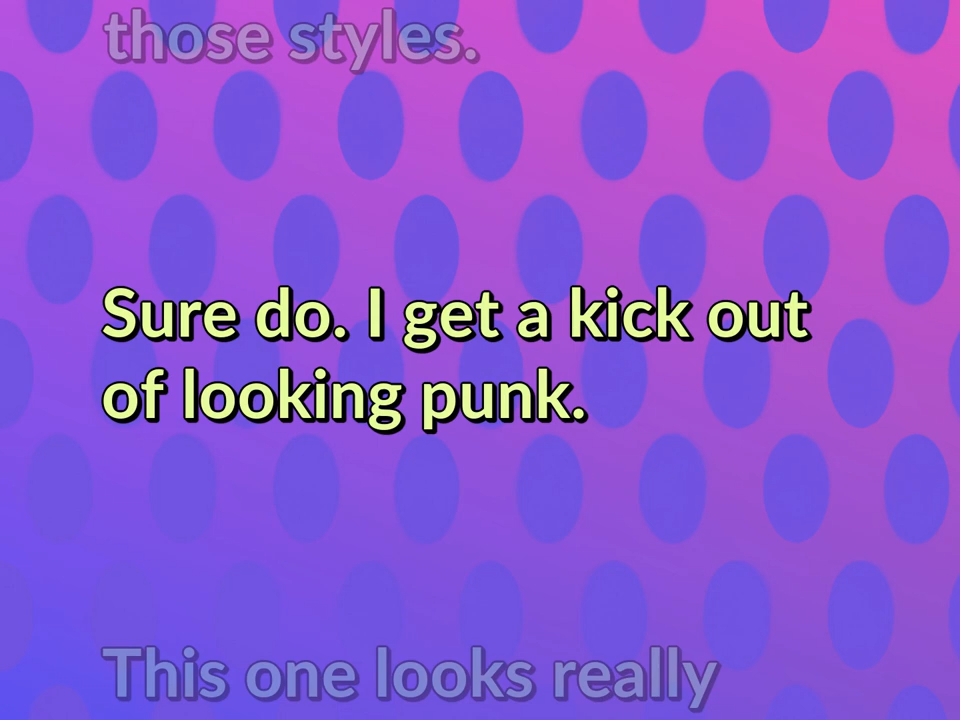 those styles.
Sure do. I get a kick out
of looking punk.
This one looks really